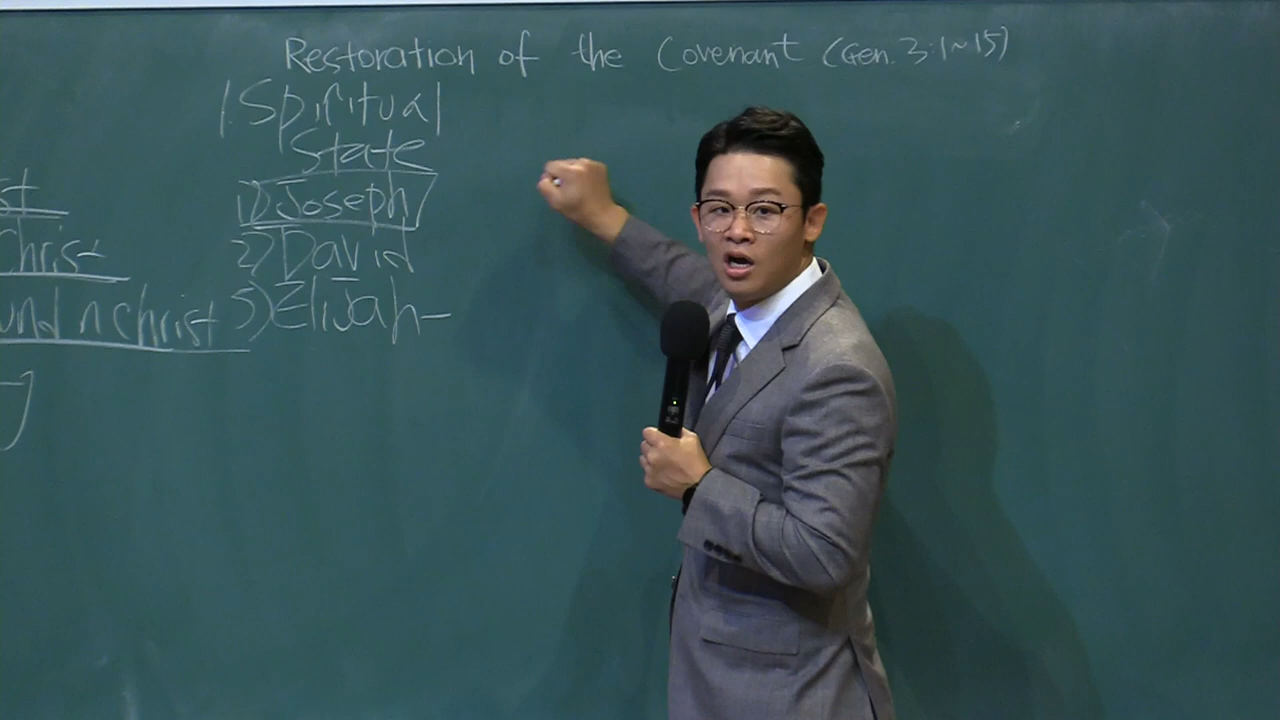 Restoration of the Covenant (Gen. 3:1~15)
1. Spiritual
State
1) Joseph
2) David
3) Elijah-
st
Christ
und n Christ